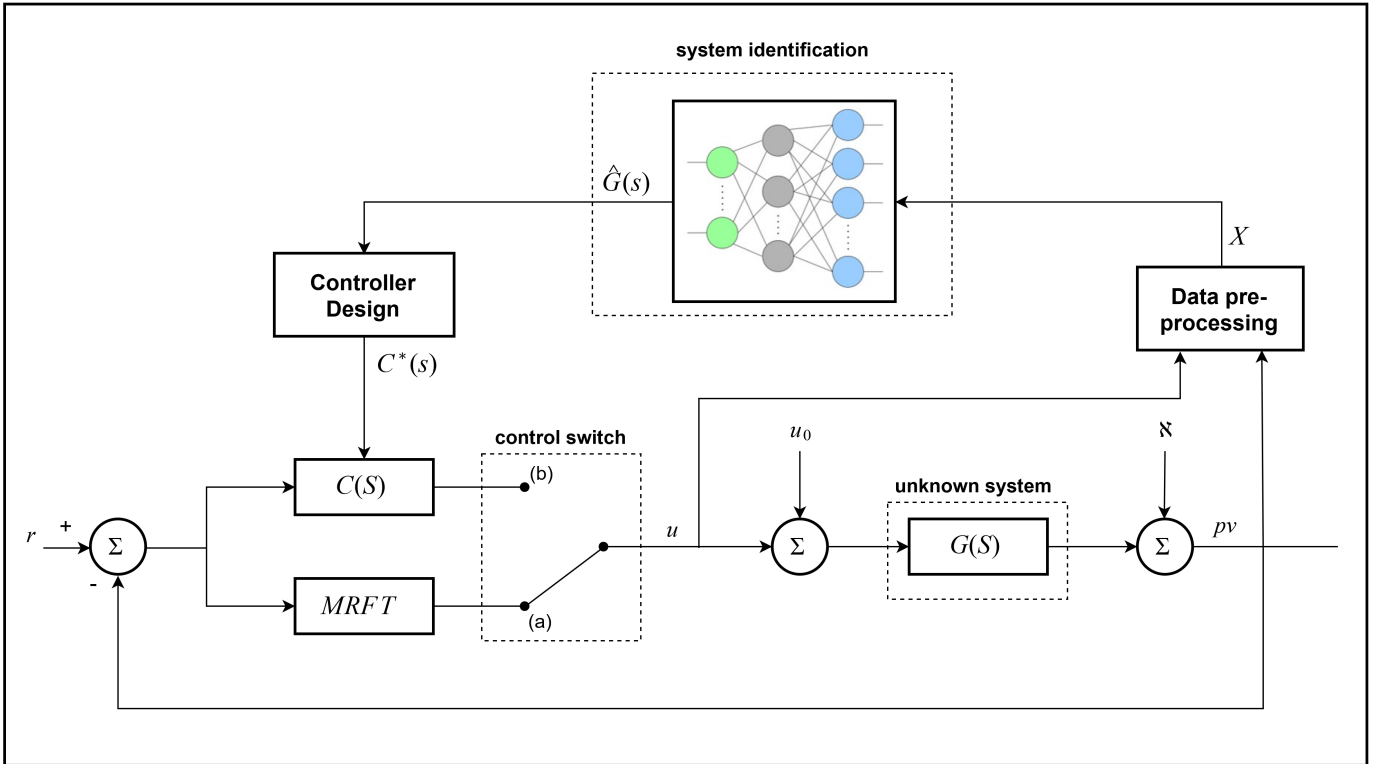 system identification
Ĝ(s)
X
Controller
Design
Data pre-
processing
C*(s)
control switch
u₀
ℵ
(b)
unknown system
C(S)
r
+
Σ
-
u
Σ
G(S)
Σ
pv
MRFT
(a)